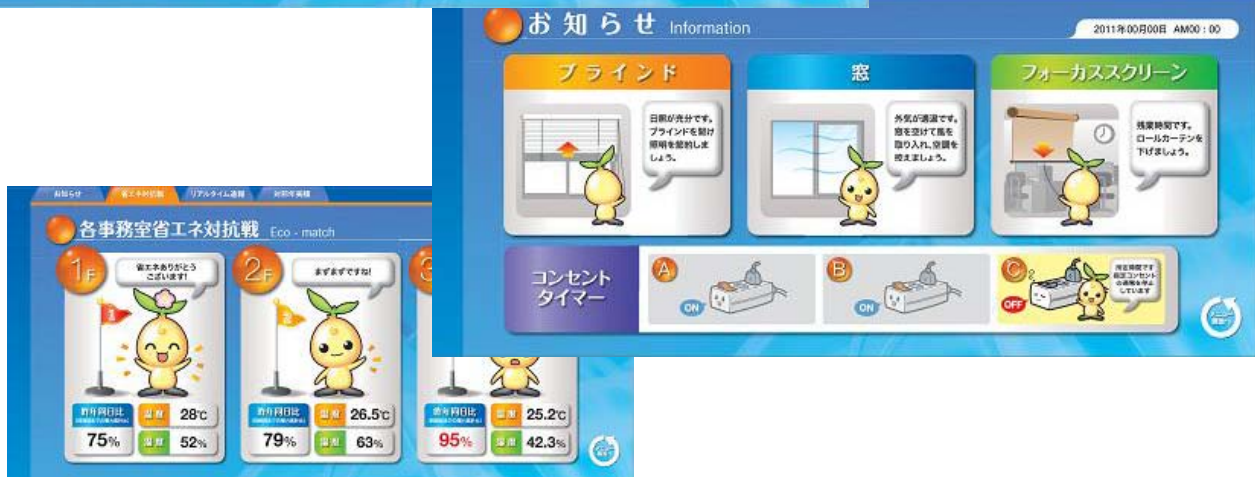 お知らせ Information
2011年00月00日 AM00:00
ブラインド
日照が充分です。
ブラインドを開け
照明を節約しま
しょう。
窓
外気が適温です。
窓を空けて風を
取り入れ、空調を
控えましょう。
フォーカススクリーン
残業時間です。
ロールカーテンを
下げましょう。
コンセント
タイマー
A
ON
B
ON
C
OFF
お知らせ
省エネ対抗戦
リアルタイム速報
対前年実績
各事務室省エネ対抗戦 Eco - match
1F
省エネありがとう
ございます!
1
昨年同日比
75%
温度 28℃
湿度 52%
2F
まずまずですね!
2
昨年同日比
79%
温度 26.5℃
湿度 63%
3
昨年同日比
95%
温度 25.2℃
湿度 42.3%